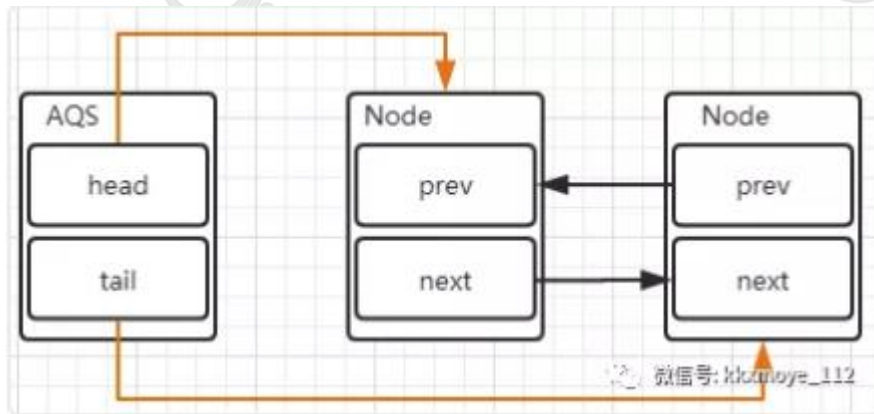 AQS
head
tail
Node
prev
next
Node
prev
next
微信号: kkxmoye_112